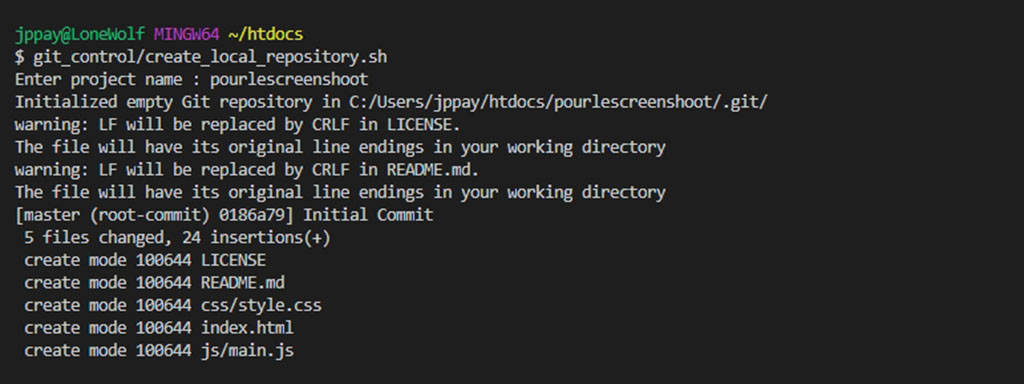 jppay@LoneWolf MINGW64 ~/htdocs
$ git_control/create_local_repository.sh
Enter project name : pourlescreenshoot
Initialized empty Git repository in C:/Users/jppay/htdocs/pourlescreenshoot/.git/
warning: LF will be replaced by CRLF in LICENSE.
The file will have its original line endings in your working directory
warning: LF will be replaced by CRLF in README.md.
The file will have its original line endings in your working directory
[master (root-commit) 0186a79] Initial Commit
 5 files changed, 24 insertions(+)
 create mode 100644 LICENSE
 create mode 100644 README.md
 create mode 100644 css/style.css
 create mode 100644 index.html
 create mode 100644 js/main.js